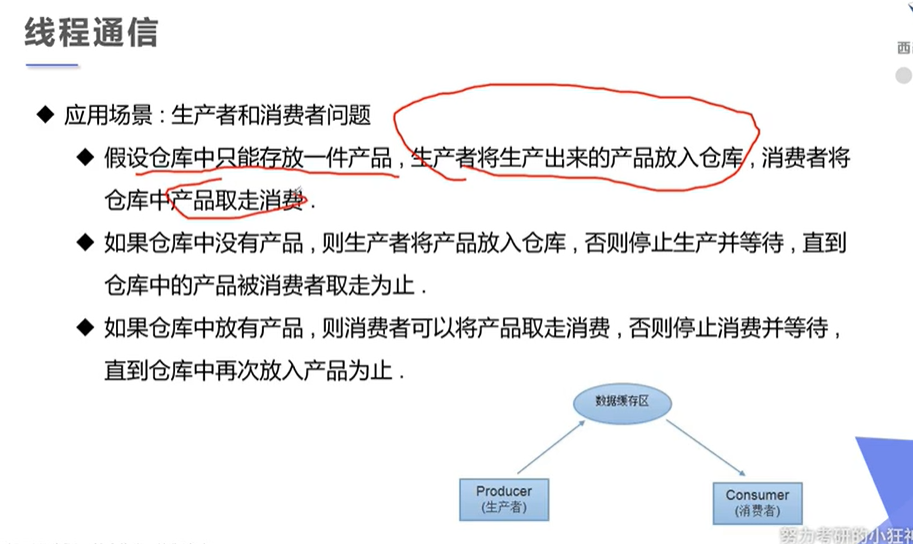 线程通信
西
◆ 应用场景 : 生产者和消费者问题
◆ 假设仓库中只能存放一件产品 , 生产者将生产出来的产品放入仓库 , 消费者将
仓库中产品取走消费 .
◆ 如果仓库中没有产品 , 则生产者将产品放入仓库 , 否则停止生产并等待 , 直到
仓库中的产品被消费者取走为止 .
◆ 如果仓库中放有产品 , 则消费者可以将产品取走消费 , 否则停止消费并等待 ,
直到仓库中再次放入产品为止 .
数据缓存区
Producer
(生产者)
Consumer
(消费者)
努力考研的小狂神